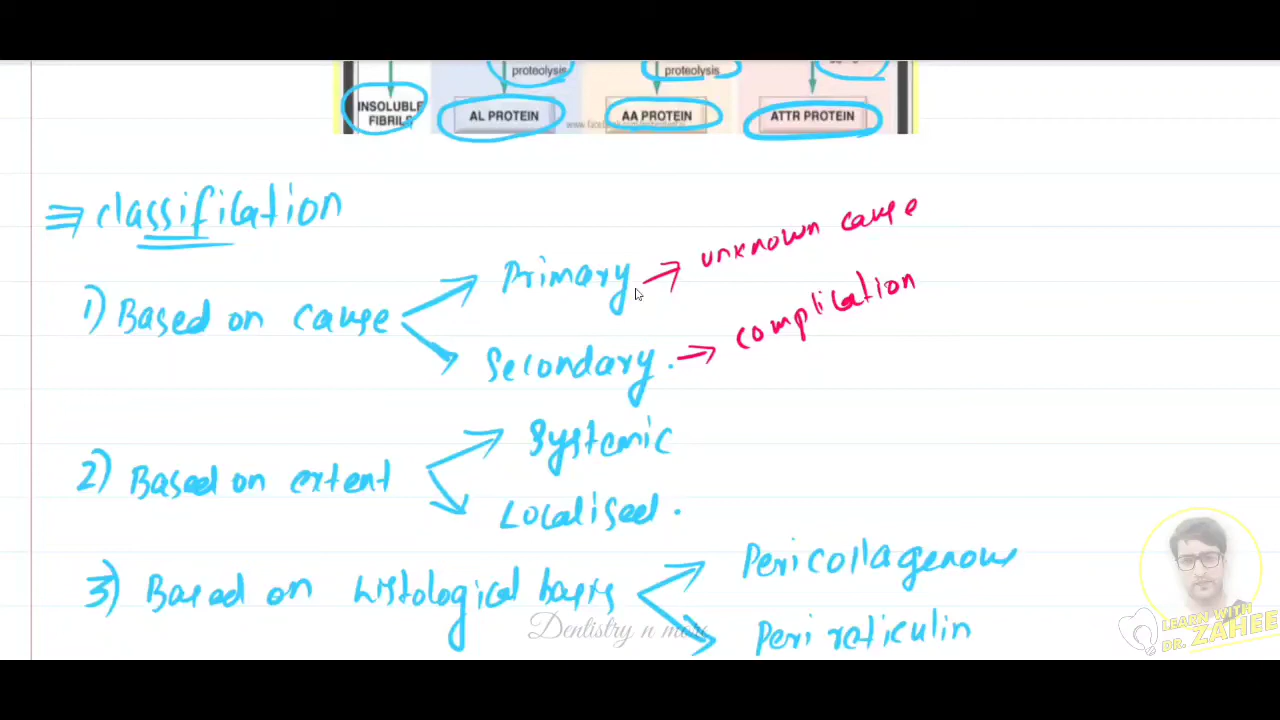 proteolysis proteolysis
INSOLUBLE
FIBRILS
AL PROTEIN AA PROTEIN ATTR PROTEIN
⇒ classification
1) Based on cause
Primary → unknown cause
Secondary. → complication
2) Based on extent
Systemic
Localised.
3) Based on histological basis
Pericollagenous
Peri reticulin
Dentistry n more
LEARN WITH
DR. ZAHEE